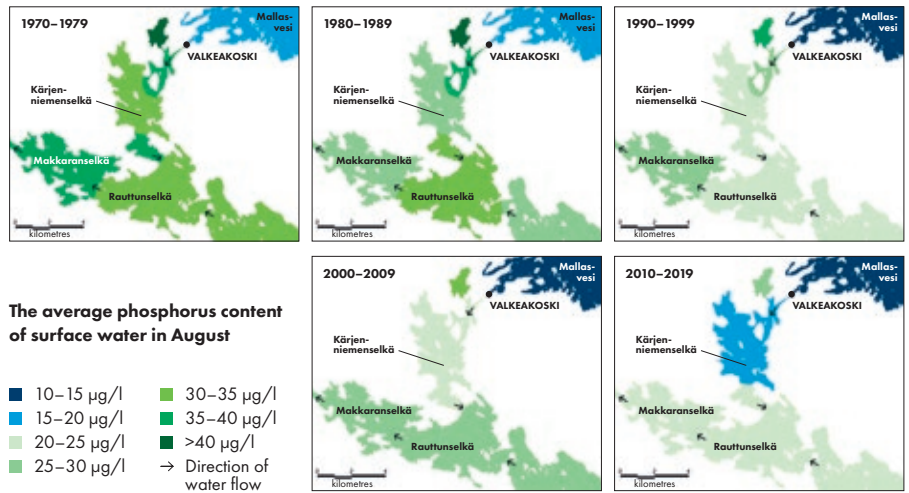 1970–1979
Mallas-
vesi
VALKEAKOSKI
Kärjen-
niemenselkä
Makkaranselkä
Rauttunselkä
kilometres
1980–1989
Mallas-
vesi
VALKEAKOSKI
Kärjen-
niemenselkä
Makkaranselkä
Rauttunselkä
kilometres
1990–1999
Mallas-
vesi
VALKEAKOSKI
Kärjen-
niemenselkä
Makkaranselkä
Rauttunselkä
kilometres
The average phosphorus content
of surface water in August
10–15 µg/l
15–20 µg/l
20–25 µg/l
25–30 µg/l
30–35 µg/l
35–40 µg/l
>40 µg/l
→ Direction of
water flow
2000–2009
Mallas-
vesi
VALKEAKOSKI
Kärjen-
niemenselkä
Makkaranselkä
Rauttunselkä
kilometres
2010–2019
Mallas-
vesi
VALKEAKOSKI
Kärjen-
niemenselkä
Makkaranselkä
Rauttunselkä
kilometres